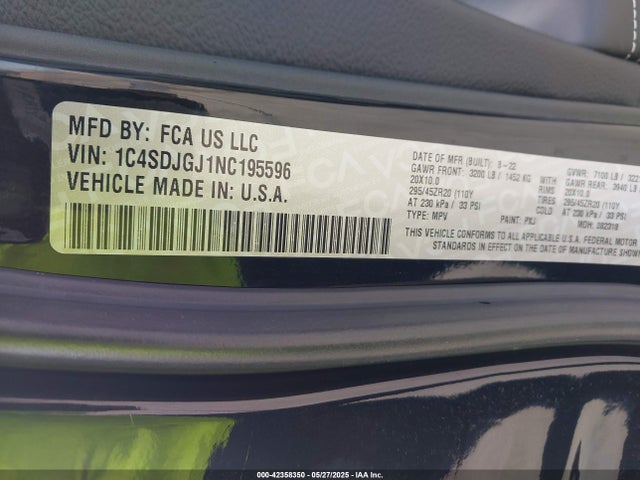 MFD BY: FCA US LLC
VIN: 1C4SDJGJ1NC195596
VEHICLE MADE IN: U.S.A.
DATE OF MFR (BUILT): 8-22 GVWR: 7100 LB /
GAWR FRONT: 3200 LB / 1452 KG WITH GAWR REAR: 3940 LB
20X10.0 RIMS 20X10.0
295/45ZR20 (110Y TIRES 295/45ZR20 (110Y
AT 230 kPa / 33 PSI COLD AT 230 kPa / 33 PSI
TYPE: MPV PAINT: PXJ MDH: 082318
THIS VEHICLE CONFORMS TO ALL APPLICABLE U.S.A. FEDERAL MOTOR
STANDARDS IN EFFECT ON THE DATE OF MANUFACTURE SHOWN
000-42358350 - 05/27/2025 - IAA Corp.